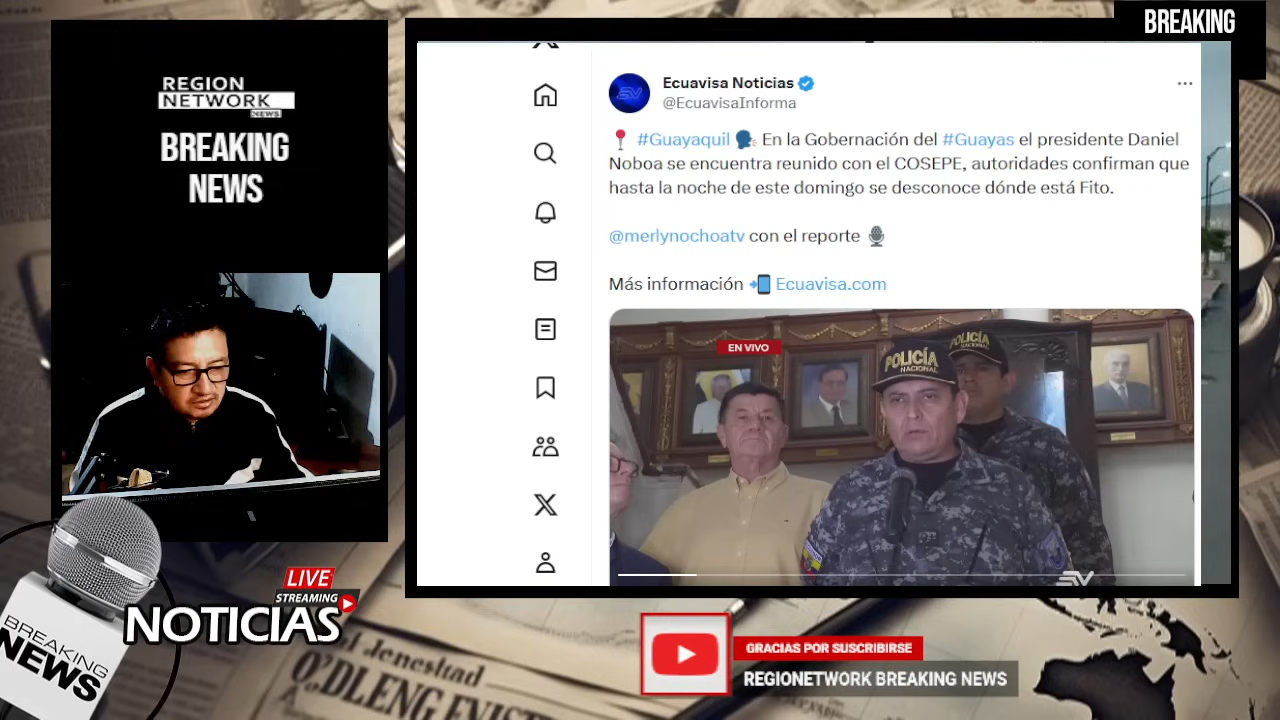 BREAKING
REGION
NETWORK
NEWS
BREAKING
NEWS
Ecuavisa Noticias
@EcuavisaInforma
#Guayaquil En la Gobernación del #Guayas el presidente Daniel
Noboa se encuentra reunido con el COSEPE, autoridades confirman que
hasta la noche de este domingo se desconoce dónde está Fito.
@merlynochoatv con el reporte
Más información Ecuavisa.com
EN VIVO
POLICÍA
NACIONAL
POLICÍA
NACIONAL
LIVE
STREAMING
NOTICIAS
BREAKING
NEWS
GRACIAS POR SUSCRIBIRSE
REGIONETWORK BREAKING NEWS